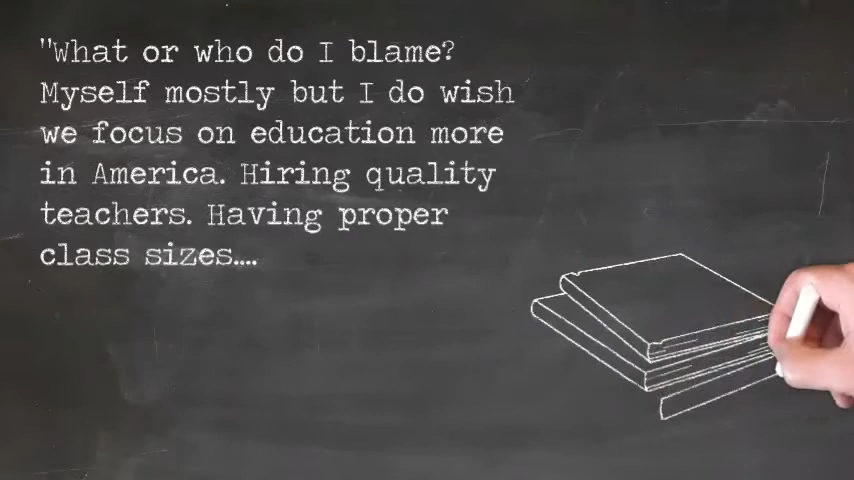 "What or who do I blame?
Myself mostly but I do wish
we focus on education more
in America. Hiring quality
teachers. Having proper
class sizes....